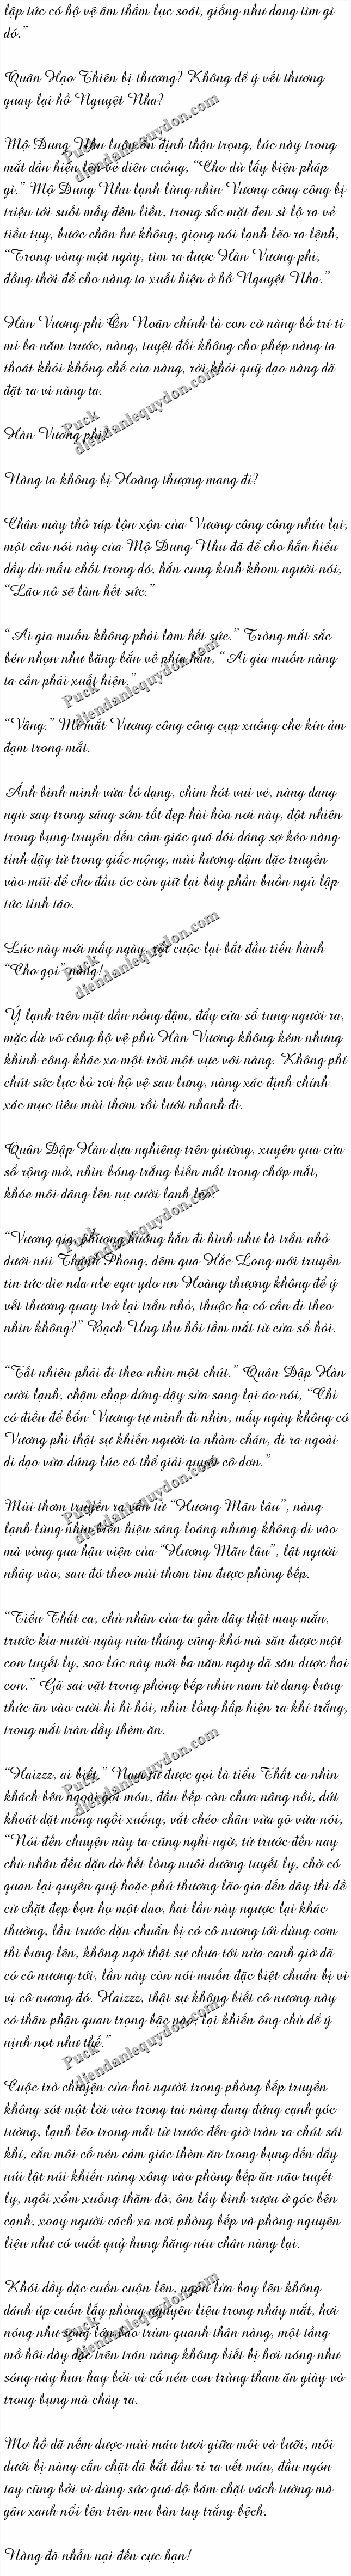 lập tức có hộ vệ âm thầm lục soát, giống như đang tìm gì
đó.”
Quân Hạo Thiên bị thương? Không để ý vết thương
quay lại hồ Nguyệt Nha?
Mộ Dung Nhu luôn ổn định thận trọng, lúc này trong
mắt dần hiện lên vẻ điên cuồng, “Cho dù lấy biện pháp
gì.” Mộ Dung Nhu lạnh lùng nhìn Vương công công bị
triệu tới suốt mấy đêm liền, trong sắc mặt đen sì lộ ra vẻ
tiều tụy, bước chân hư không, giọng nói lạnh lẽo ra lệnh,
“Trong vòng một ngày, tìm ra được Hàn Vương phi,
đồng thời để cho nàng ta xuất hiện ở hồ Nguyệt Nha.”
Hàn Vương phi Ôn Noãn chính là con cờ nàng bố trí tỉ
mỉ ba năm trước, nàng, tuyệt đối không cho phép nàng ta
thoát khỏi khống chế của nàng, rời khỏi quỹ đạo nàng đã
đặt ra vì nàng ta.
Hàn Vương phi?
Nàng ta không bị Hoàng thượng mang đi?
Chân mày thô ráp lộn xộn của Vương công công nhíu lại,
một câu nói này của Mộ Dung Nhu đã để cho hắn hiểu
đầy đủ mấu chốt trong đó, hắn cung kính khom người nói,
“Lão nô sẽ làm hết sức.”
“Ai gia muốn không phải làm hết sức.” Tròng mắt sắc
bén nhọn như băng bắn về phía hắn, “Ai gia muốn nàng
ta cần phải xuất hiện.”
“Vâng.” Mí mắt Vương công công cụp xuống che kín ảm
đạm trong mắt.
Ánh bình minh vừa ló dạng, chim hót vui vẻ, nàng đang
ngủ say trong sáng sớm tốt đẹp hài hòa nơi này, đột nhiên
trong bụng truyền đến cảm giác quá đói đáng sợ kéo nàng
tỉnh dậy từ trong giấc mộng, mùi hương đậm đặc truyền
vào mũi để cho đầu óc còn giữ lại bảy phần buồn ngủ lập
tức tỉnh táo.
Lúc này mới mấy ngày, rốt cuộc lại bắt đầu tiến hành
“Cho gọi” nàng!
Ý lạnh trên mặt dần nồng đậm, đẩy cửa sổ tung người ra,
mặc dù võ công hộ vệ phủ Hàn Vương không kém nhưng
khinh công khác xa một trời một vực với nàng. Không phí
chút sức lực bỏ rơi hộ vệ sau lưng, nàng xác định chính
xác mục tiêu mùi thơm rồi lướt nhanh đi.
Quân Dập Hàn dựa nghiêng trên giường, xuyên qua cửa
sổ rộng mở, nhìn bóng trắng biến mất trong chớp mắt,
khóe môi dâng lên nụ cười lạnh lẽo.
“Vương gia, phương hướng hắn đi hình như là trấn nhỏ
dưới núi Thanh Phong, đêm qua Hắc Long mới truyền
tin tức die nda nle equ ydo nn Hoàng thượng không để ý
vết thương quay trở lại trấn nhỏ, thuộc hạ có cần đi theo
nhìn không?” Bạch Ưng thu hồi tầm mắt từ cửa sổ hỏi.
“Tất nhiên phải đi theo nhìn một chút.” Quân Dập Hàn
cười lạnh, chậm chạp đứng dậy sửa sang lại áo nói, “Chỉ
có điều để bổn Vương tự mình đi nhìn, mấy ngày không có
Vương phi thật sự khiến người ta nhàm chán, đi ra ngoài
đi dạo vừa đúng lúc có thể giải quyết cô đơn.”
Mùi thơm truyền ra vẫn từ “Hương Mãn lâu”, nàng
lạnh lùng nhìn biển hiệu sáng loáng nhưng không đi vào
mà vòng qua hậu viện của “Hương Mãn lâu”, lật người
nhảy vào, sau đó theo mùi thơm tìm được phòng bếp.
“Tiểu Thất ca, chủ nhân của ta gần đây thật may mắn,
trước kia mười ngày nửa tháng cũng khó mà săn được một
con tuyết ly, sao lúc này mới ba năm ngày đã săn được hai
con.” Gã sai vặt trong phòng bếp nhìn nam tử đang bưng
thức ăn vào cười hì hì hỏi, nhìn lồng hấp hiện ra khí trắng,
trong mắt tràn đầy thèm ăn.
“Haizzz, ai biết.” Nam tử được gọi là tiểu Thất ca nhìn
khách bên ngoài gọi món, đầu bếp còn chưa nâng nồi, dứt
khoát đặt mông ngồi xuống, vắt chéo chân vừa gõ vừa nói,
“Nói đến chuyện này ta cũng nghi ngờ, từ trước đến nay
chủ nhân đều dặn dò hết lòng nuôi dưỡng tuyết ly, chờ có
quan lại quyền quý hoặc phú thương lão gia đến đây thì để
cử chặt đẹp bọn họ một dao, hai lần này ngược lại khác
thường, lần trước dặn chuẩn bị có cô nương tới dùng cơm
thì bưng lên, không ngờ thật sự chưa tới nửa canh giờ đã
có cô nương tới, lần này còn nói muốn đặc biệt chuẩn bị vì
vị cô nương đó. Haizzz, thật sự không biết cô nương này
có thân phận quan trọng bậc nào, lại khiến ông chủ để ý
nịnh nọt như thế.”
Cuộc trò chuyện của hai người trong phòng bếp truyền
không sót một lời vào trong tai nàng đang đứng cạnh góc
tường, lạnh lẽo trong mắt từ trước đến giờ tràn ra chút sát
khí, cắn môi cố nén cảm giác thèm ăn trong bụng đến đẩy
núi lật núi khiến nàng xông vào phòng bếp ăn não tuyết
ly, ngồi xổm xuống thăm dò, ôm lấy bình rượu ở góc bên
cạnh, xoay người cách xa nơi phòng bếp và phòng nguyên
liệu như có vuốt quỷ hung hăng níu chân nàng lại.
Khói dầy đặc cuồn cuộn lên, ngọn lửa bay lên không
đánh úp cuốn lấy phòng nguyên liệu trong nháy mắt, hơi
nóng như sóng lớn bao trùm quanh thân nàng, một tầng
mồ hôi dày đặc trên trán nàng không biết bị hơi nóng như
sóng này hun hay bởi vì cố nén con trùng tham ăn giày vò
trong bụng mà chảy ra.
Mơ hồ đã nếm được mùi máu tươi giữa môi và lưỡi, môi
dưới bị nàng cắn chặt đã bắt đầu rỉ ra vết máu, đầu ngón
tay cũng bởi vì dùng sức quá độ bám chặt vách tường mà
gân xanh nổi lên trên mu bàn tay trắng bệch.
Nàng đã nhẫn nại đến cực hạn!